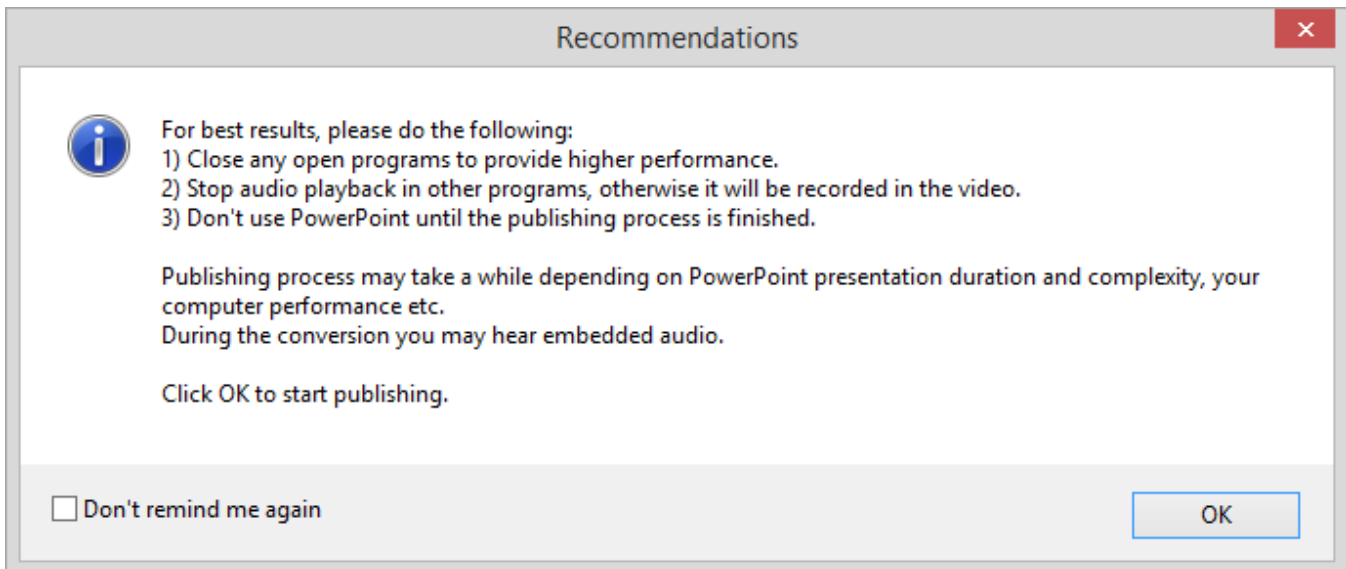 Recommendations
For best results, please do the following:
1) Close any open programs to provide higher performance.
2) Stop audio playback in other programs, otherwise it will be recorded in the video.
3) Don't use PowerPoint until the publishing process is finished.
Publishing process may take a while depending on PowerPoint presentation duration and complexity, your
computer performance etc.
During the conversion you may hear embedded audio.
Click OK to start publishing.
Don't remind me again
OK